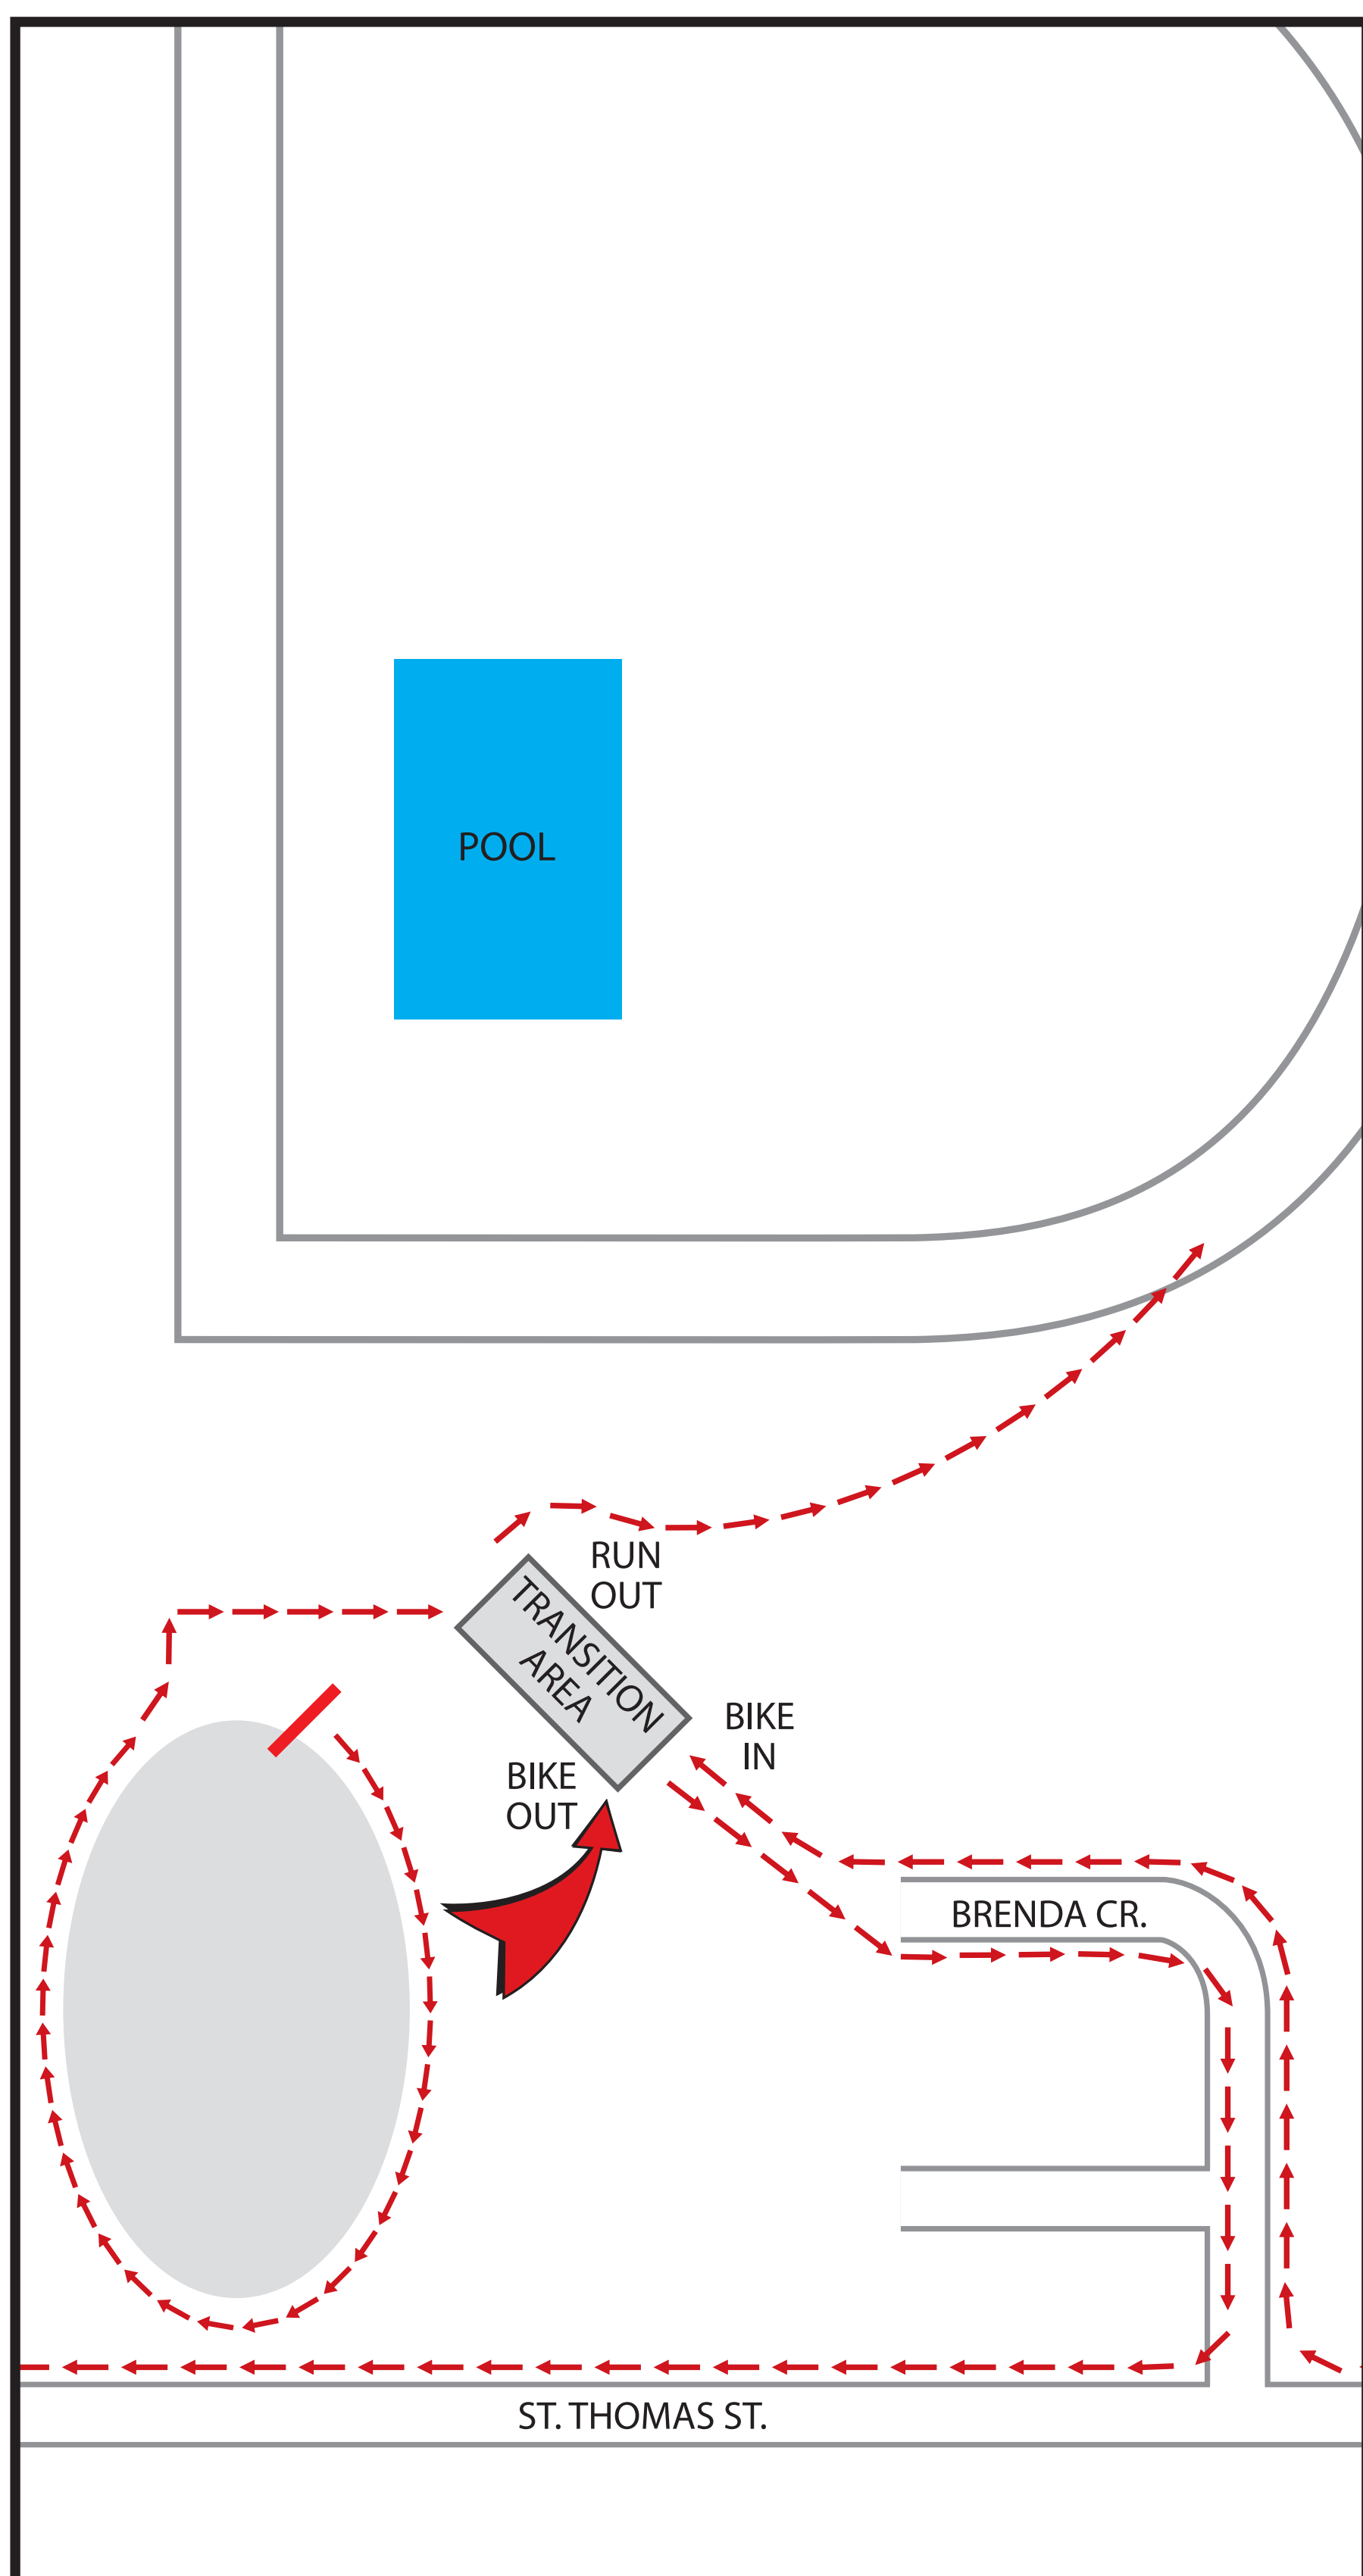 POOL
RUN
OUT
TRANSITION
AREA
BIKE
IN
BIKE
OUT
BRENDA CR.
ST. THOMAS ST.